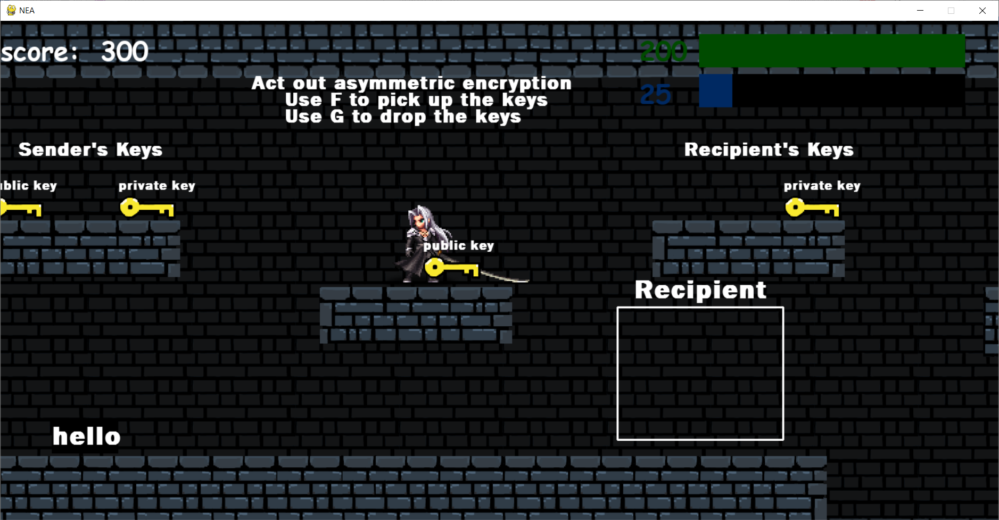 NEA
score: 300
200
25
Act out asymmetric encryption
Use F to pick up the keys
Use G to drop the keys
Sender's Keys
Recipient's Keys
ublic key
private key
private key
public key
Recipient
hello